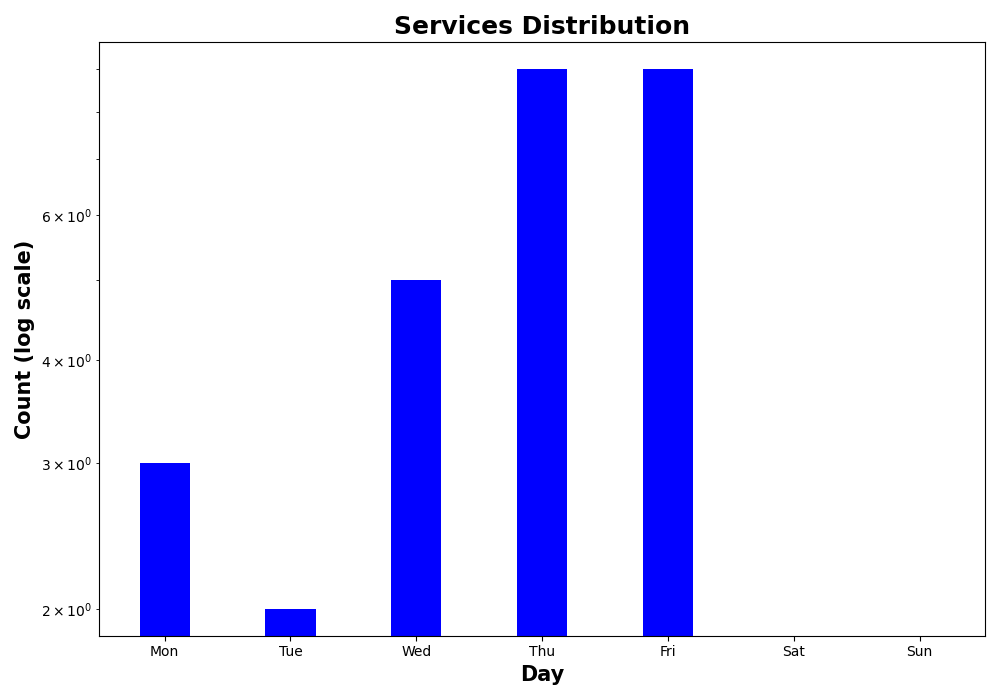 Services Distribution
6 × 10⁰
4 × 10⁰
3 × 10⁰
2 × 10⁰
Count (log scale)
Mon Tue Wed Thu Fri Sat Sun
Day